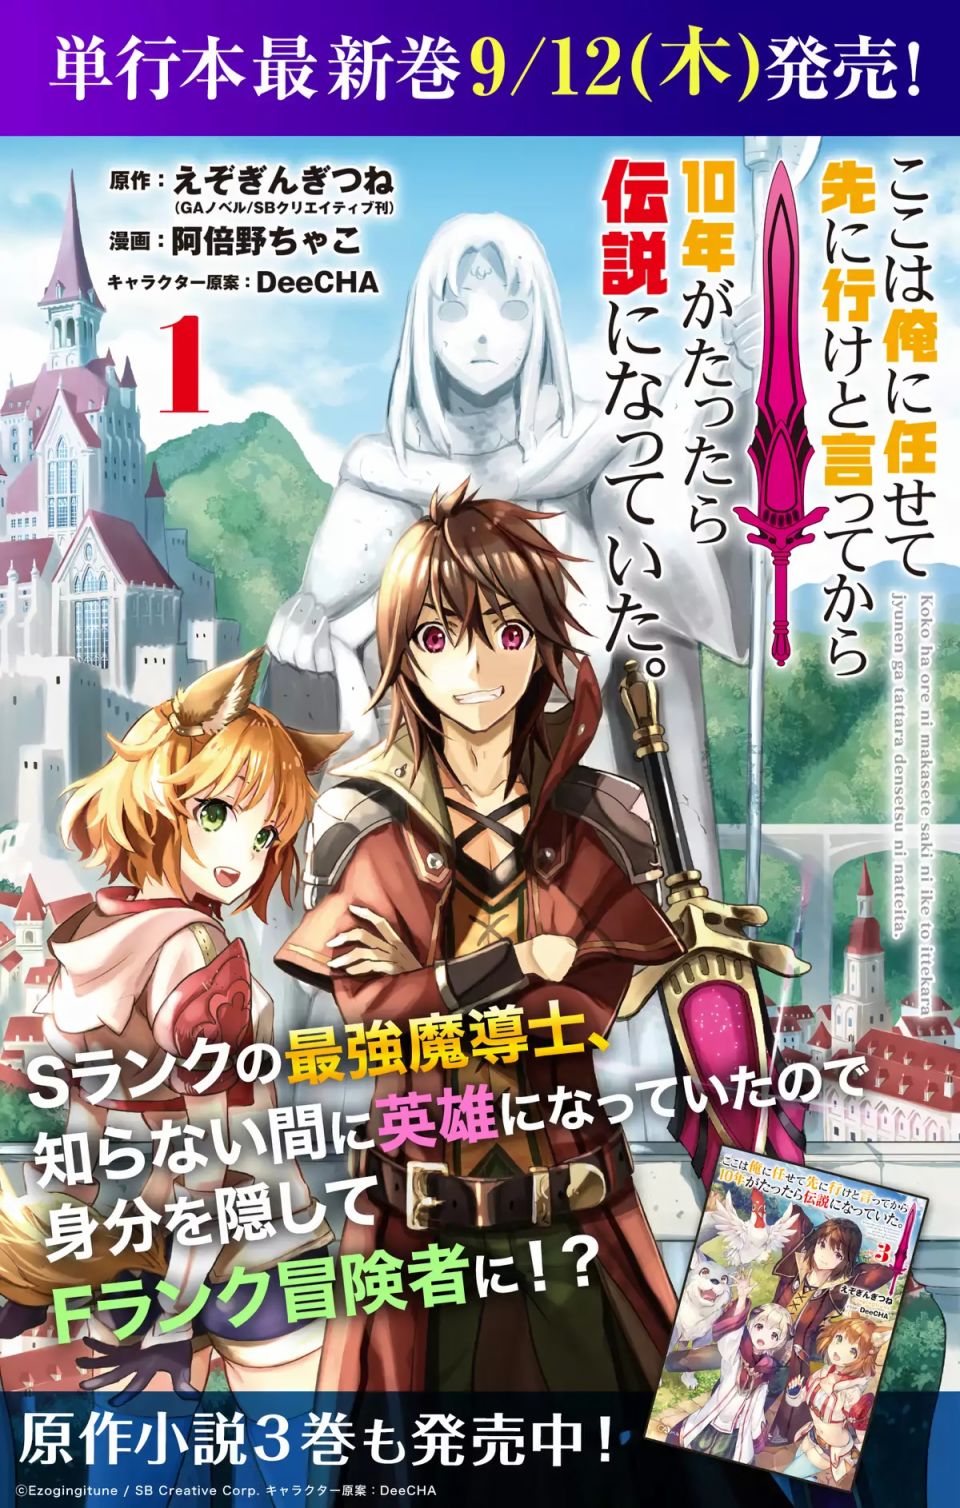 単行本最新巻9/12(木)発売!
原作:えぞぎんぎつね
(GAノベル/SBクリエイティブ刊)
漫画:阿倍野ちゃこ
キャラクター原案:DeeCHA
1
ここは俺に任せて
先に行けと言ってから
10年がたったら
伝説になっていた。
Koko ha ore ni makasete saki ni ike to ittekara
jyunen ga tattara densetsu ni natteita.
Sランクの最強魔導士、
知らない間に英雄になっていたので
身分を隠して
Fランク冒険者に!?
ここは俺に任せて先に行けと言ってから
10年がたったら伝説になっていた。
3
えぞぎんぎつね
DeeCHA
原作小説3巻も発売中!
©Ezogingitune / SB Creative Corp. キャラクター原案:DeeCHA